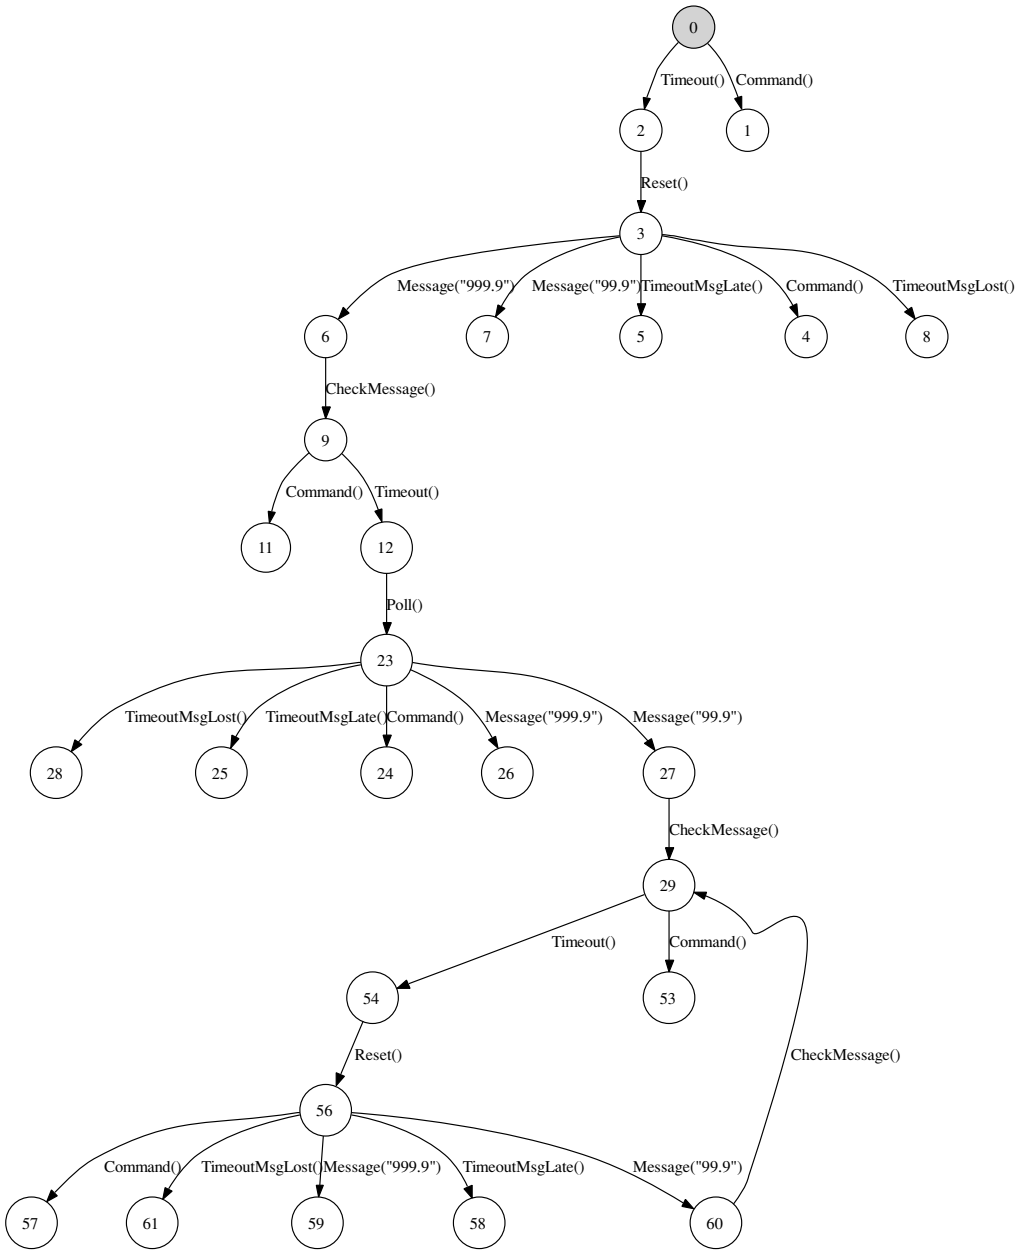 0
Timeout() Command()
2 1
Reset()
3
Message("999.9") Message("99.9") TimeoutMsgLate() Command() TimeoutMsgLost()
6 7 5 4 8
CheckMessage()
9
Command() Timeout()
11 12
Poll()
23
TimeoutMsgLost() TimeoutMsgLate() Command() Message("999.9") Message("99.9")
28 25 24 26 27
CheckMessage()
29
Timeout() Command()
54 53
Reset() CheckMessage()
56
Command() TimeoutMsgLost() Message("999.9") TimeoutMsgLate() Message("99.9")
57 61 59 58 60